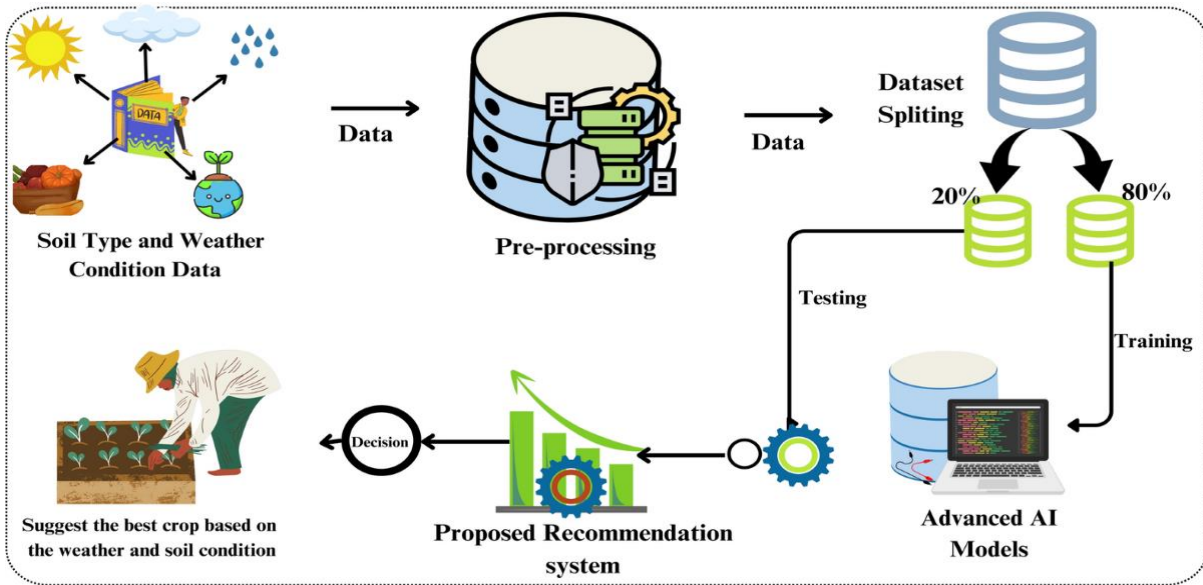 DATA
Soil Type and Weather
Condition Data
Data
Pre-processing
Data
Dataset
Spliting
20%
80%
Testing
Training
Advanced AI
Models
Proposed Recommendation
system
Decision
Suggest the best crop based on
the weather and soil condition